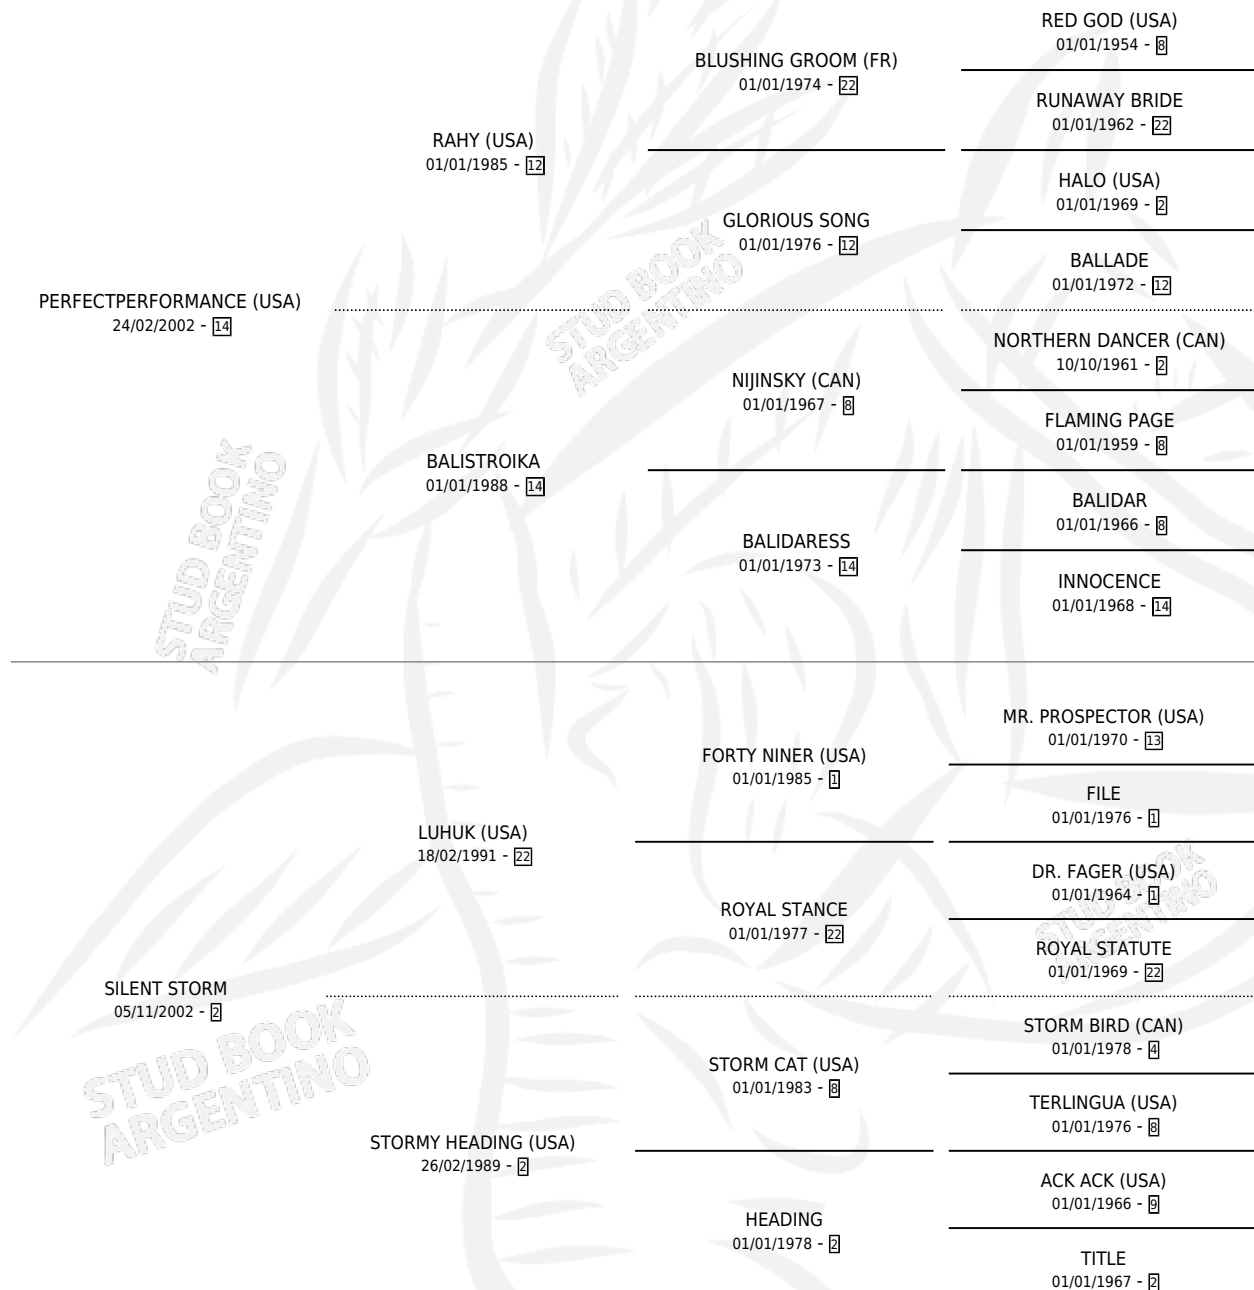 RED GOD (USA)
01/01/1954 - 8
BLUSHING GROOM (FR)
01/01/1974 - 22
RUNAWAY BRIDE
01/01/1962 - 22
RAHY (USA)
01/01/1985 - 12
HALO (USA)
01/01/1969 - 2
GLORIOUS SONG
01/01/1976 - 12
BALLADE
01/01/1972 - 12
PERFECTPERFORMANCE (USA)
24/02/2002 - 14
NORTHERN DANCER (CAN)
10/10/1961 - 2
NIJINSKY (CAN)
01/01/1967 - 8
FLAMING PAGE
01/01/1959 - 8
BALISTROIKA
01/01/1988 - 14
BALIDAR
01/01/1966 - 8
BALIDARESS
01/01/1973 - 14
INNOCENCE
01/01/1968 - 14
STUD BOOK
ARGENTINO
STUD BOOK
ARGENTINO
MR. PROSPECTOR (USA)
01/01/1970 - 13
FORTY NINER (USA)
01/01/1985 - 1
FILE
01/01/1976 - 1
LUHUK (USA)
18/02/1991 - 22
DR. FAGER (USA)
01/01/1964 - 1
ROYAL STANCE
01/01/1977 - 22
ROYAL STATUTE
01/01/1969 - 22
SILENT STORM
05/11/2002 - 2
STORM BIRD (CAN)
01/01/1978 - 4
STORM CAT (USA)
01/01/1983 - 8
TERLINGUA (USA)
01/01/1976 - 8
STORMY HEADING (USA)
26/02/1989 - 2
ACK ACK (USA)
01/01/1966 - 9
HEADING
01/01/1978 - 2
TITLE
01/01/1967 - 2
STUD BOOK
ARGENTINO
STUD BOOK
ARGENTINO